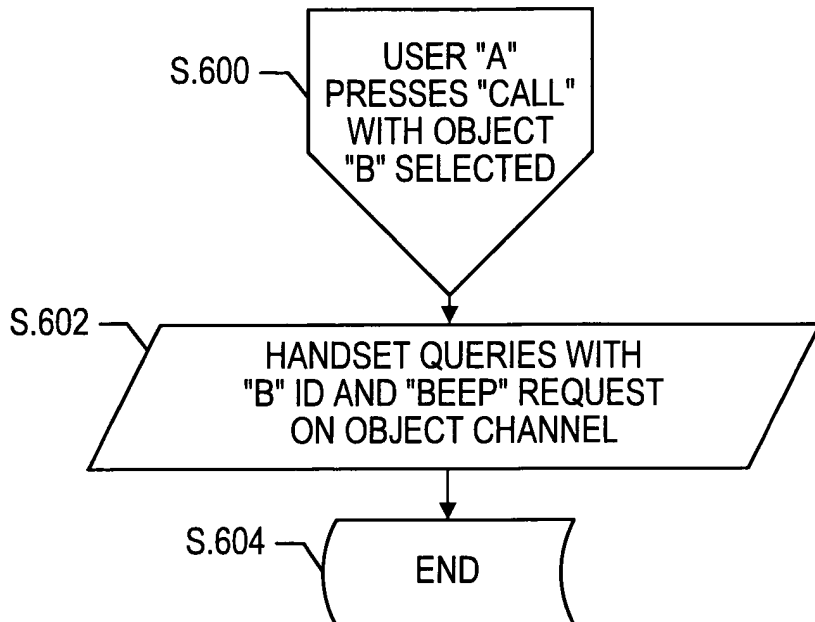 S.600
USER "A"
PRESSES "CALL"
WITH OBJECT
"B" SELECTED
S.602
HANDSET QUERIES WITH
"B" ID AND "BEEP" REQUEST
ON OBJECT CHANNEL
S.604
END